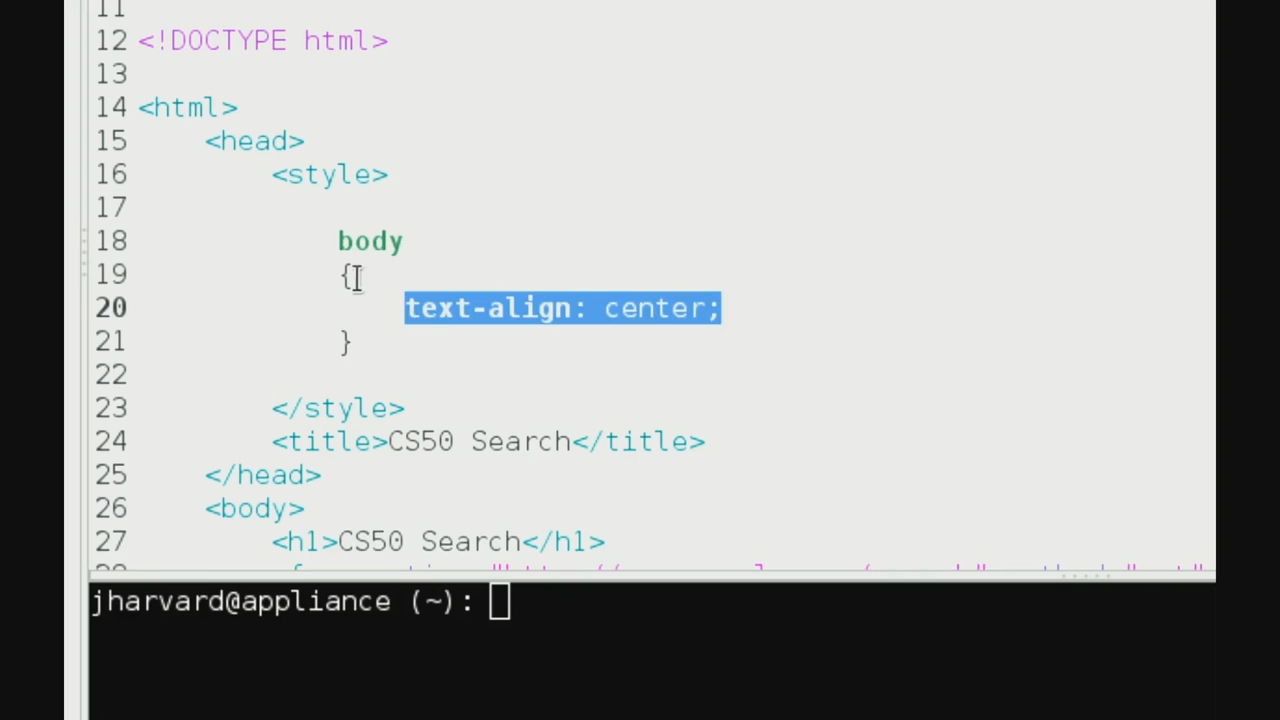 11
12 <!DOCTYPE html>
13
14 <html>
15 <head>
16 <style>
17
18 body
19 {
20 text-align: center;
21 }
22
23 </style>
24 <title>CS50 Search</title>
25 </head>
26 <body>
27 <h1>CS50 Search</h1>
jharvard@appliance (~):